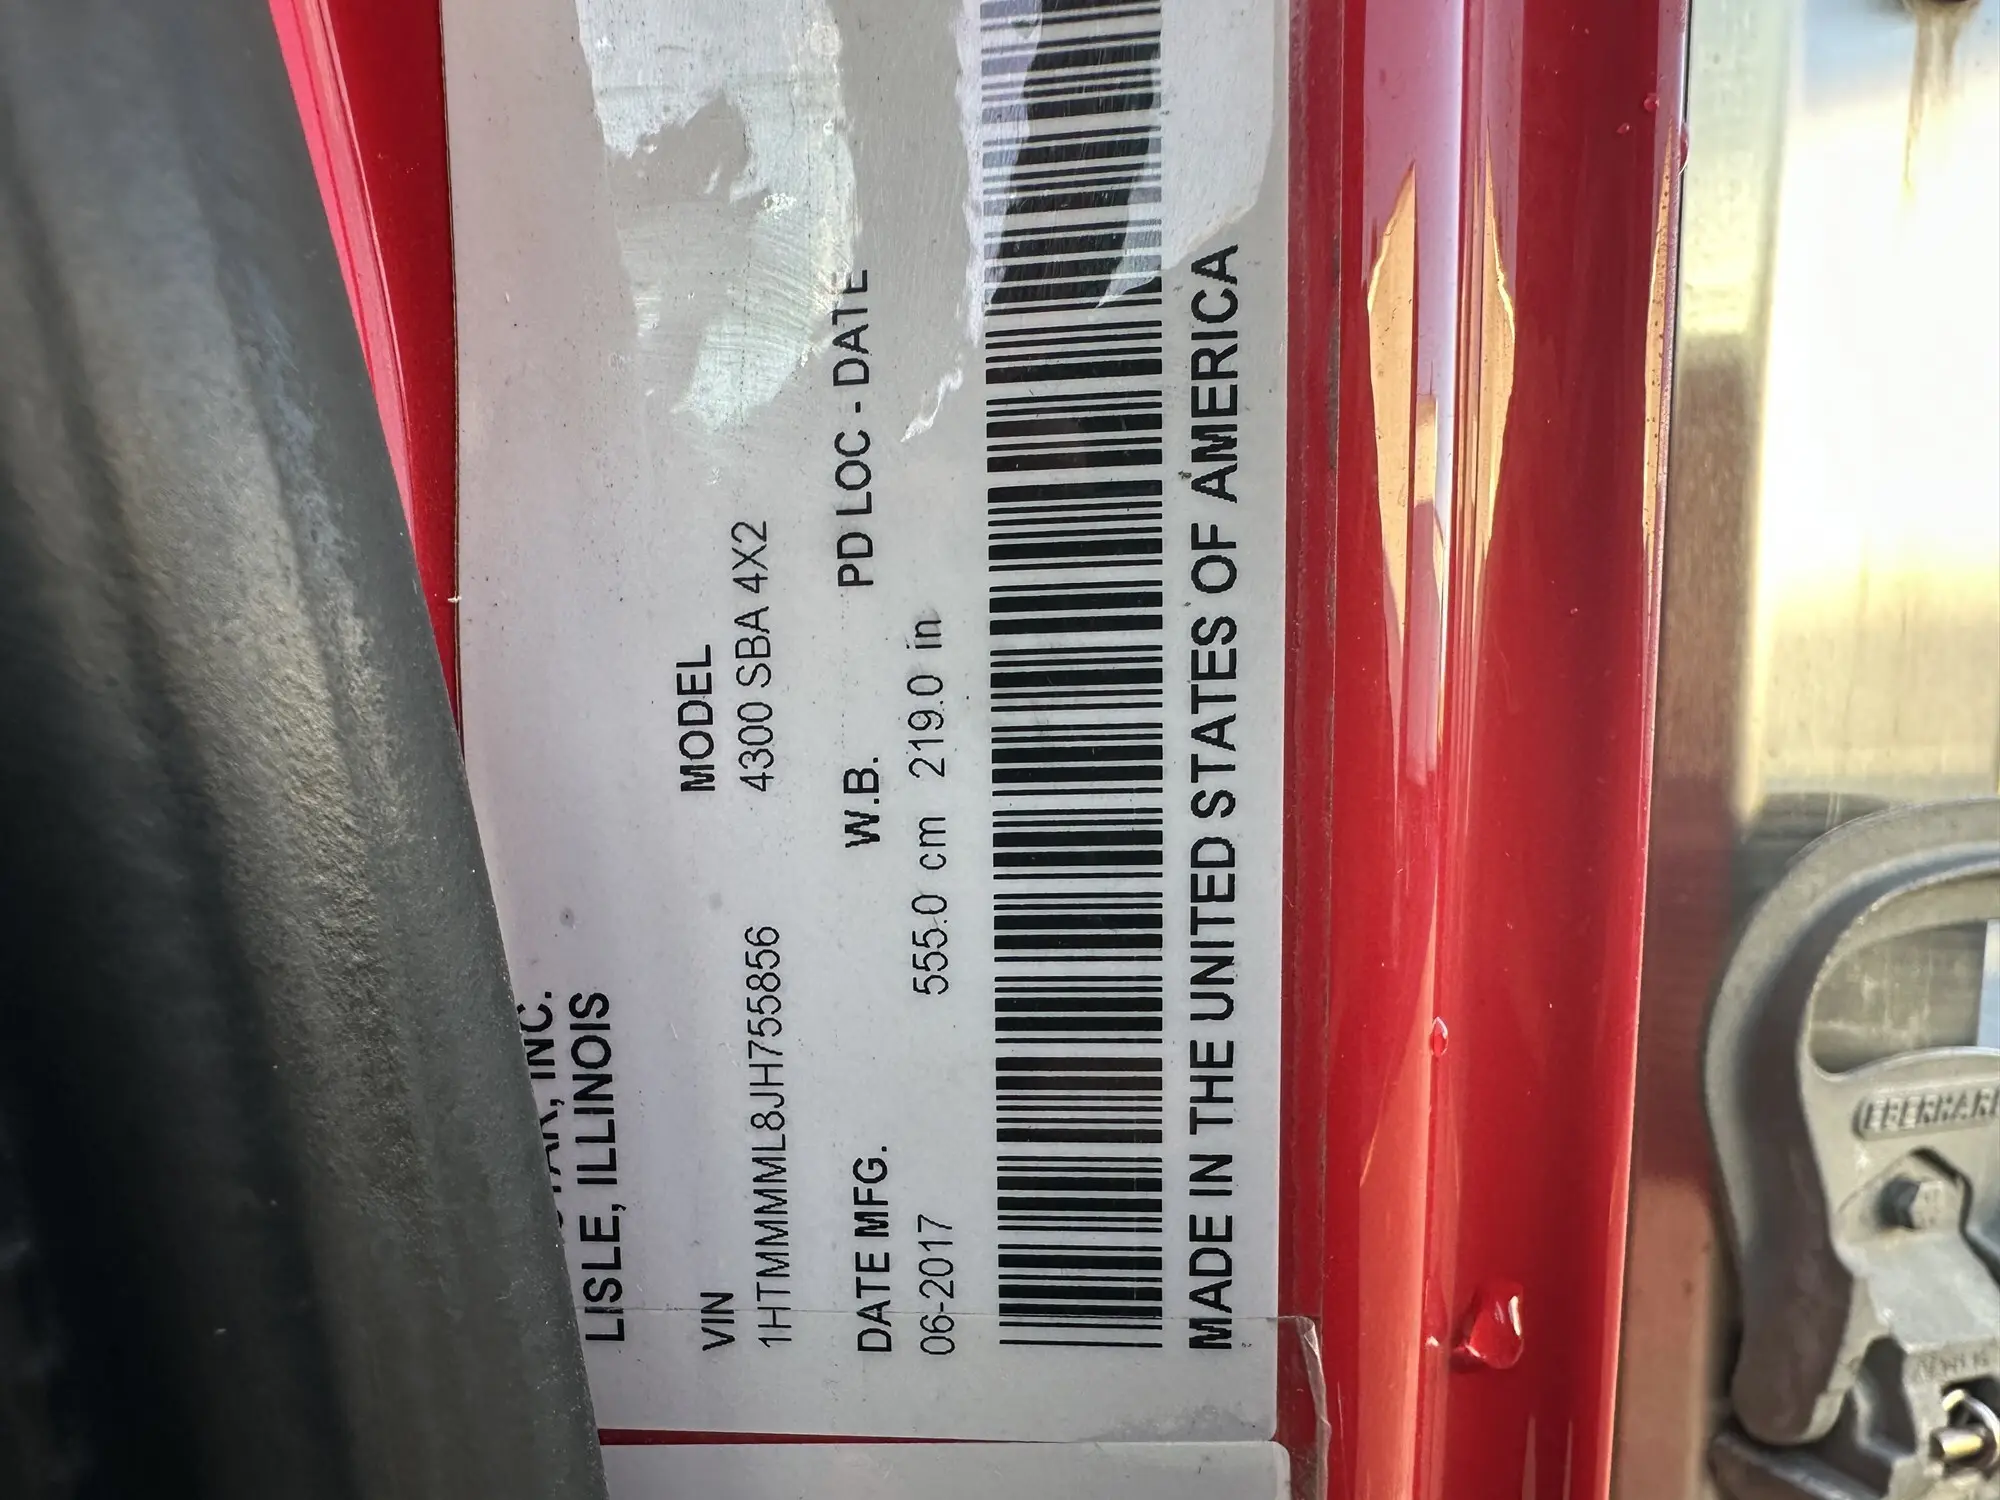 INC.
LISLE, ILLINOIS
VIN MODEL
1HTMMMML8JH755856 4300 SBA 4X2
DATE MFG. W.B. PD LOC - DATE
06-2017 555.0 cm 219.0 in
MADE IN THE UNITED STATES OF AMERICA